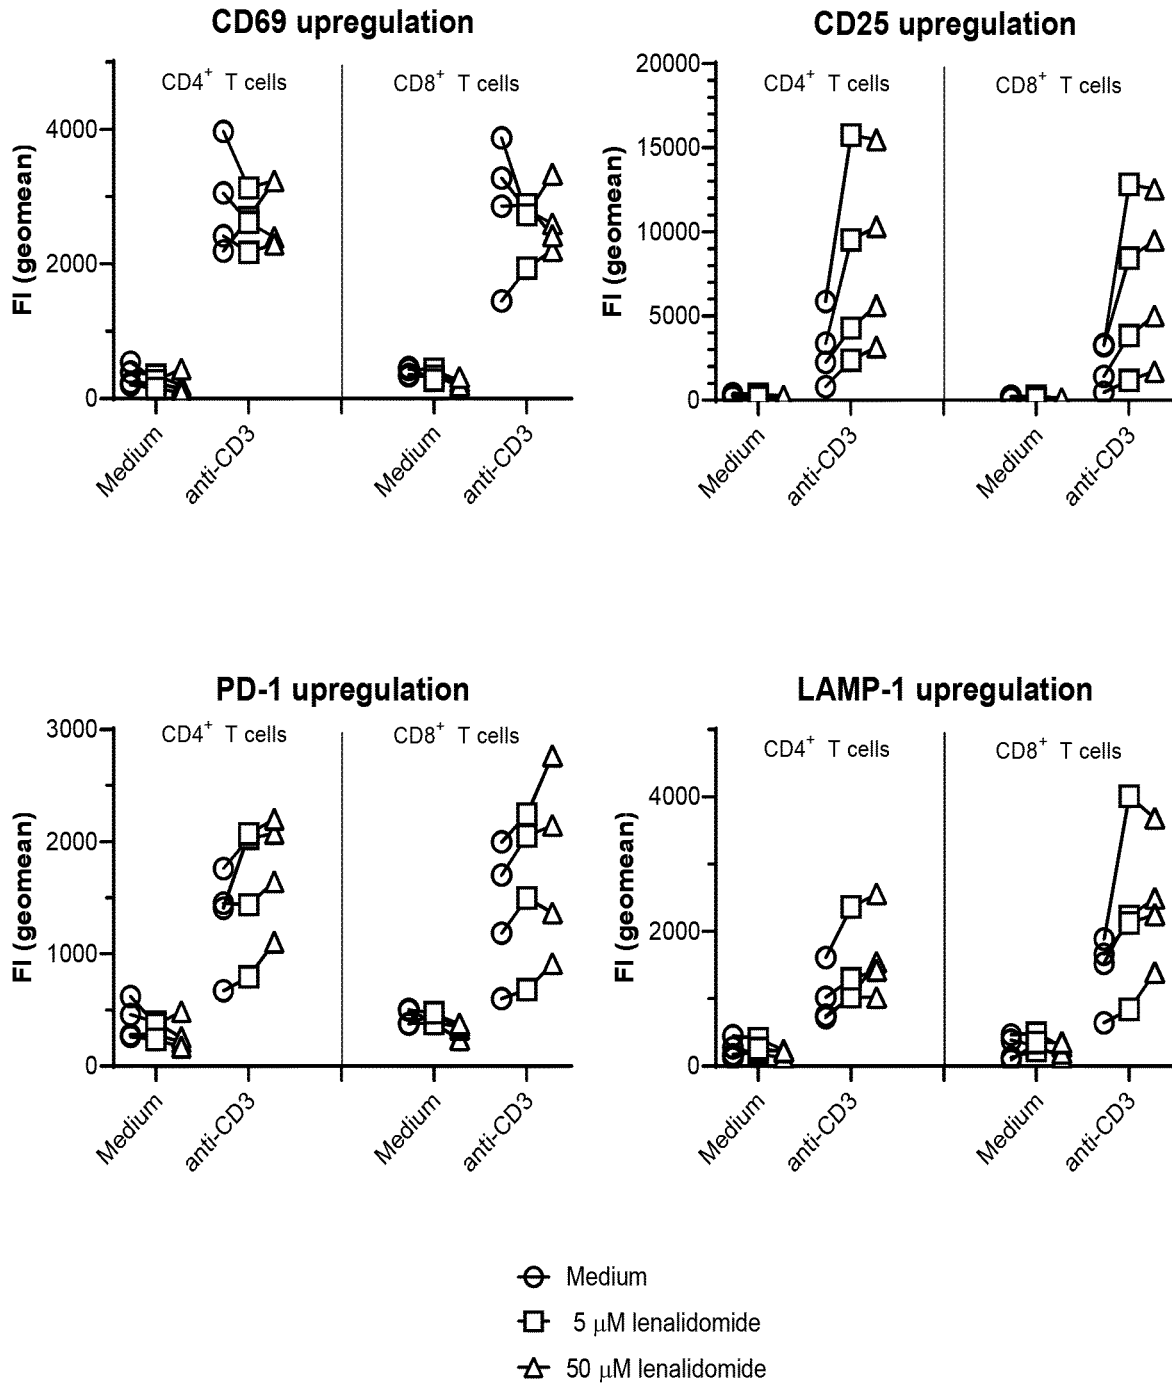 CD69 upregulation
CD4+ T cells
CD8+ T cells
FI (geomean)
4000
2000
0
Medium
anti-CD3
Medium
anti-CD3
CD25 upregulation
CD4+ T cells
CD8+ T cells
FI (geomean)
20000
15000
10000
5000
0
Medium
anti-CD3
Medium
anti-CD3
PD-1 upregulation
CD4+ T cells
CD8+ T cells
FI (geomean)
3000
2000
1000
0
Medium
anti-CD3
Medium
anti-CD3
LAMP-1 upregulation
CD4+ T cells
CD8+ T cells
FI (geomean)
4000
2000
0
Medium
anti-CD3
Medium
anti-CD3
Medium
5 μM lenalidomide
50 μM lenalidomide